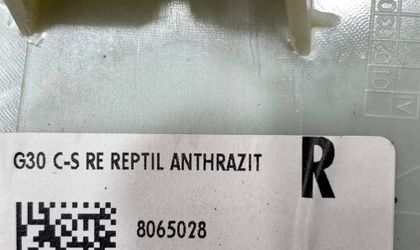 G30 C-S RE REPTIL ANTHRAZIT
R
8065028